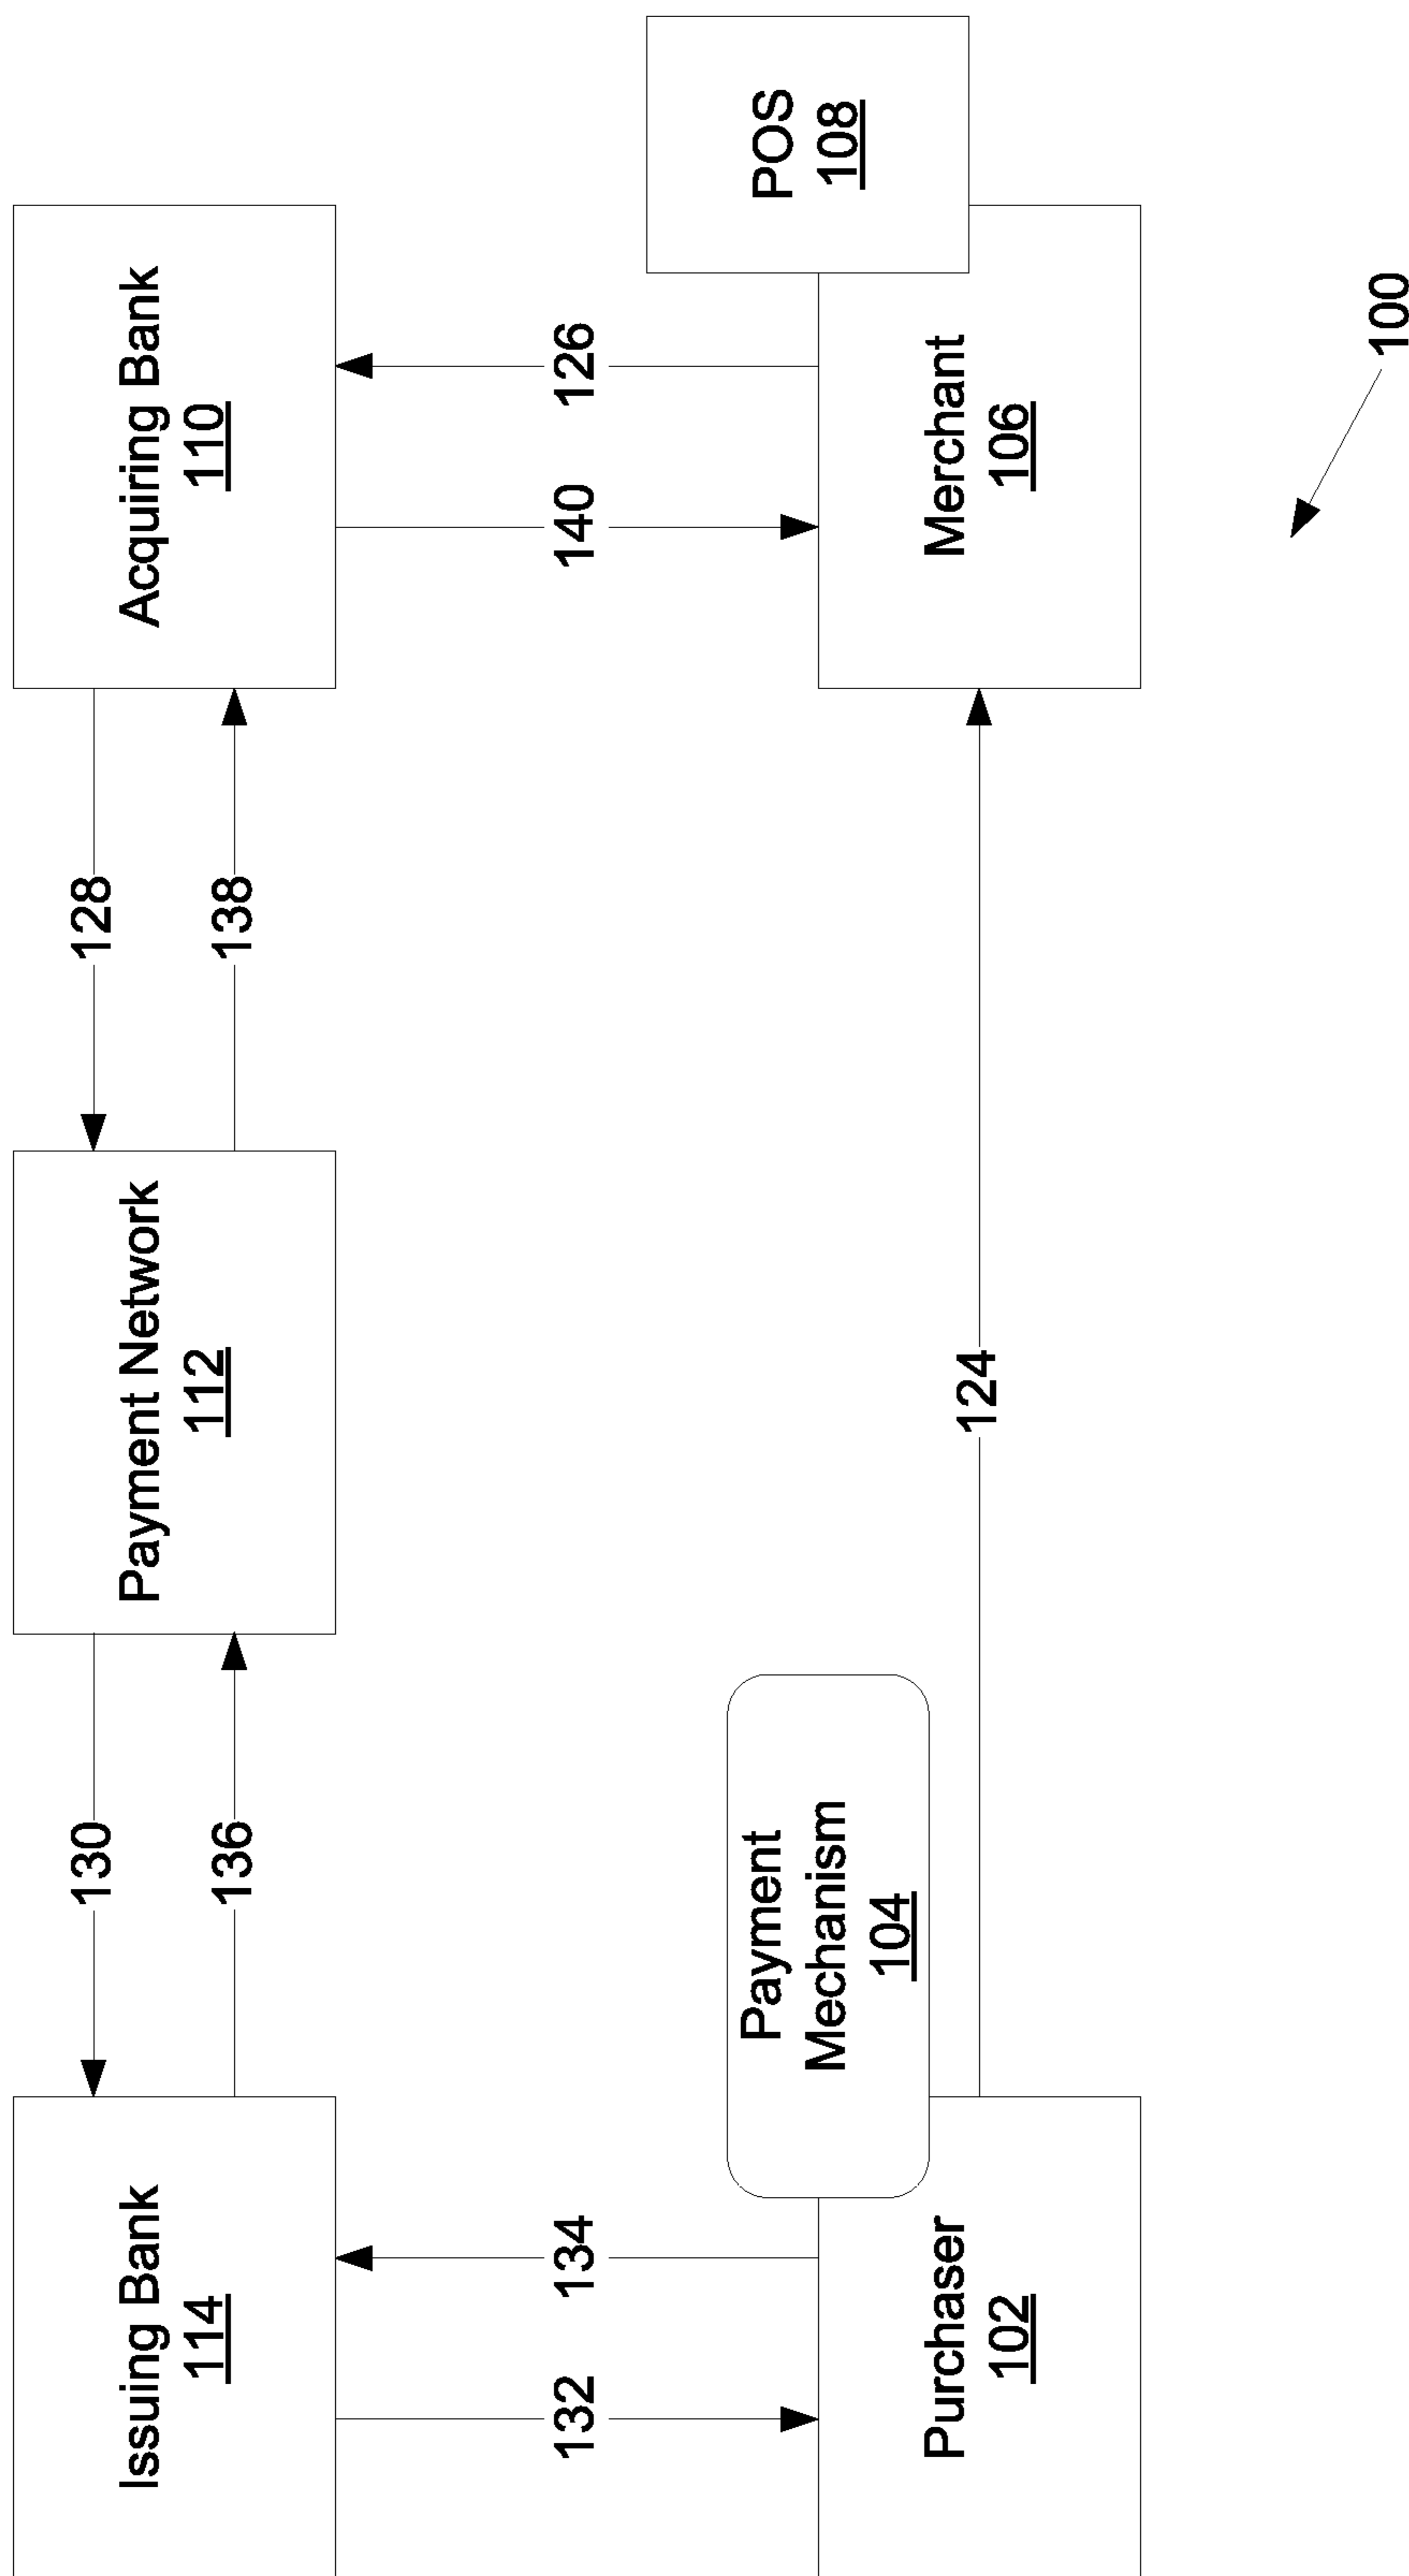 Issuing Bank
114
130
136
Payment Network
112
128
138
Acquiring Bank
110
132
134
140
126
Payment
Mechanism
104
POS
108
Purchaser
102
124
Merchant
106
100